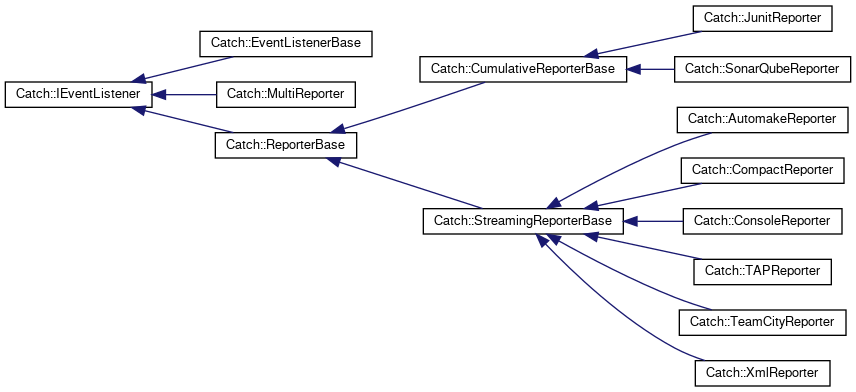 Catch::IEventListener
Catch::EventListenerBase
Catch::MultiReporter
Catch::ReporterBase
Catch::CumulativeReporterBase
Catch::StreamingReporterBase
Catch::JunitReporter
Catch::SonarQubeReporter
Catch::AutomakeReporter
Catch::CompactReporter
Catch::ConsoleReporter
Catch::TAPReporter
Catch::TeamCityReporter
Catch::XmlReporter